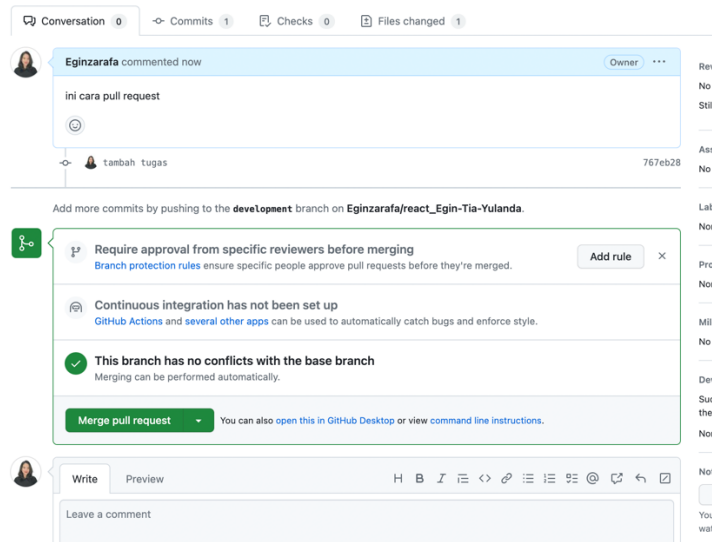 Conversation 0 Commits 1 Checks 0 Files changed 1
Eginzarafa commented now Owner ...
ini cara pull request
tambah tugas 767eb28
Add more commits by pushing to the development branch on Eginzarafa/react_Egin-Tia-Yulanda.
Require approval from specific reviewers before merging
Branch protection rules ensure specific people approve pull requests before they're merged.
Add rule
Continuous integration has not been set up
GitHub Actions and several other apps can be used to automatically catch bugs and enforce style.
This branch has no conflicts with the base branch
Merging can be performed automatically.
Merge pull request You can also open this in GitHub Desktop or view command line instructions.
Write Preview
Leave a comment
No
No
No